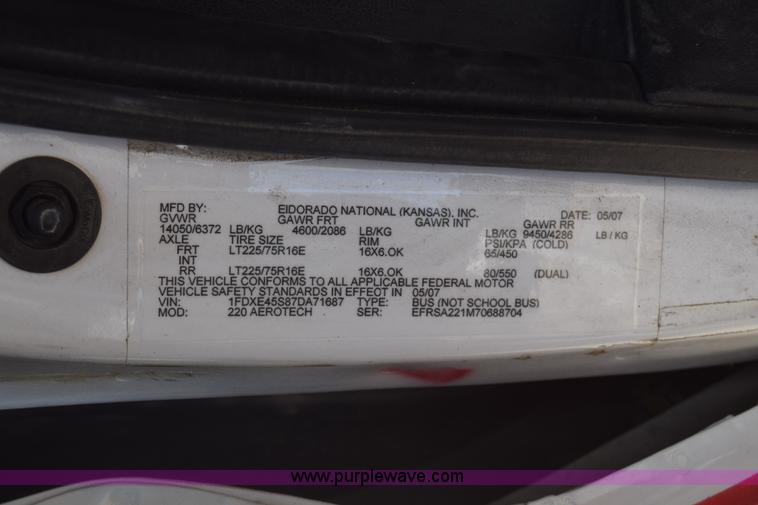 MFD BY: EIDORADO NATIONAL (KANSAS), INC. DATE: 05/07
GVWR GAWR FRT GAWR INT GAWR RR
14050/6372 LB/KG 4600/2086 LB/KG LB/KG 9450/4286 LB / KG
AXLE TIRE SIZE RIM PSI/KPA (COLD)
FRT LT225/75R16E 16X6.OK 65/450
INT
RR LT225/75R16E 16X6.OK 80/550 (DUAL)
THIS VEHICLE CONFORMS TO ALL APPLICABLE FEDERAL MOTOR
VEHICLE SAFETY STANDARDS IN EFFECT IN 05/07
VIN: 1FDXE45S87DA71687 TYPE: BUS (NOT SCHOOL BUS)
MOD: 220 AEROTECH SER: EFRSA221M70688704
www.purplewave.com